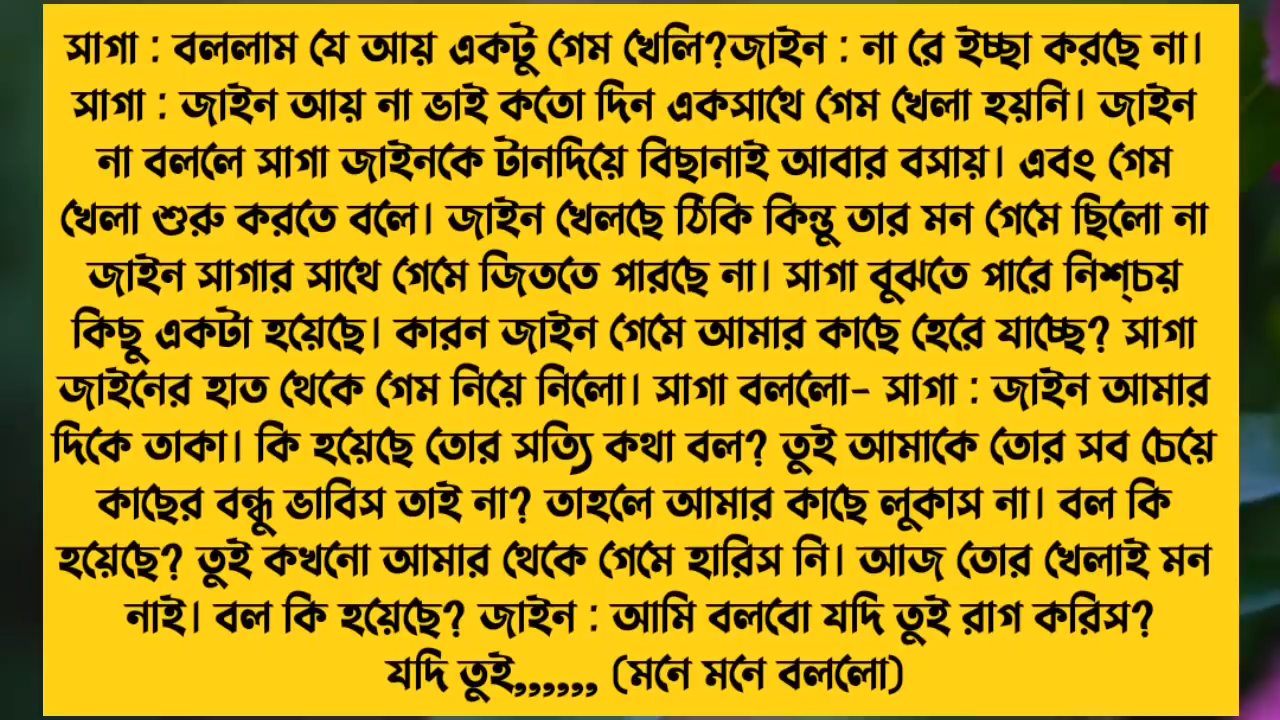 সাগা : বললাম যে আয় একটু গেম খেলি?জাইন : না রে ইচ্ছা করছে না।
সাগা : জাইন আয় না ভাই কতো দিন একসাথে গেম খেলা হয়নি। জাইন
না বললে সাগা জাইনকে টানদিয়ে বিছানাই আবার বসায়। এবং গেম
খেলা শুরু করতে বলে। জাইন খেলছে ঠিকি কিন্তু তার মন গেমে ছিলো না
জাইন সাগার সাথে গেমে জিততে পারছে না। সাগা বুঝতে পারে নিশ্চয়
কিছু একটা হয়েছে। কারন জাইন গেমে আমার কাছে হেরে যাচ্ছে? সাগা
জাইনের হাত থেকে গেম নিয়ে নিলো। সাগা বললো- সাগা : জাইন আমার
দিকে তাকা। কি হয়েছে তোর সত্যি কথা বল? তুই আমাকে তোর সব চেয়ে
কাছের বন্ধু ভাবিস তাই না? তাহলে আমার কাছে লুকাস না। বল কি
হয়েছে? তুই কখনো আমার থেকে গেমে হারিস নি। আজ তোর খেলাই মন
নাই। বল কি হয়েছে? জাইন : আমি বলবো যদি তুই রাগ করিস?
যদি তুই,,,,,, (মনে মনে বললো)